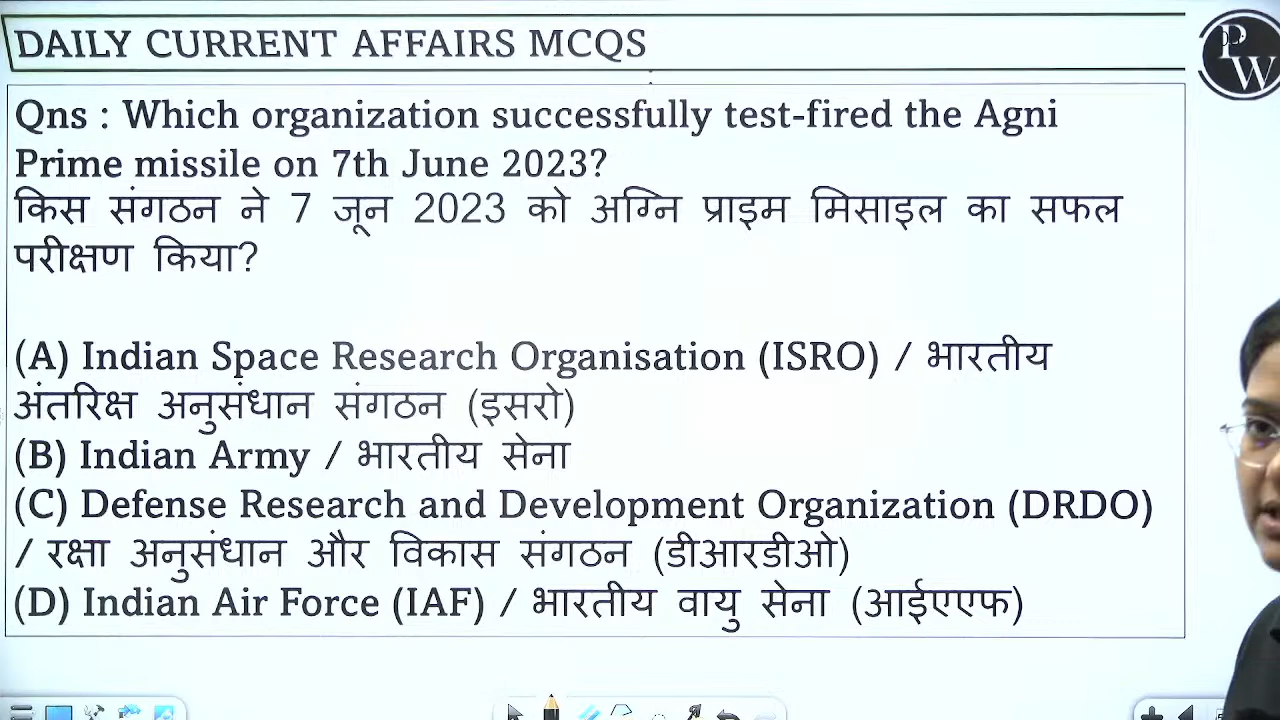 DAILY CURRENT AFFAIRS MCQS
PW
Qns : Which organization successfully test-fired the Agni
Prime missile on 7th June 2023?
किस संगठन ने 7 जून 2023 को अग्नि प्राइम मिसाइल का सफल
परीक्षण किया?
(A) Indian Space Research Organisation (ISRO) / भारतीय
अंतरिक्ष अनुसंधान संगठन (इसरो)
(B) Indian Army / भारतीय सेना
(C) Defense Research and Development Organization (DRDO)
/ रक्षा अनुसंधान और विकास संगठन (डीआरडीओ)
(D) Indian Air Force (IAF) / भारतीय वायु सेना (आईएएफ)